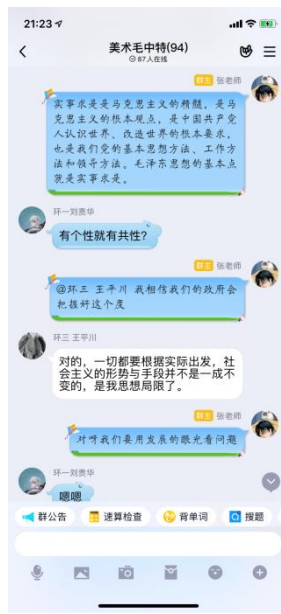 21:23
美术毛中特(94)
87人在线
群主 张老师
实事求是是马克思主义的精髓，是马
克思主义的根本观点，是中国共产党
人认识世界、改造世界的根本要求，
也是我们党的基本思想方法、工作方
法和领导方法。毛泽东思想的基本点
就是实事求是。
环一刘贵华
有个性就有共性？
群主 张老师
@环三 王平川 我相信我们的政府会
把握好这个度
环三 王平川
对的，一切都要根据实际出发，社
会主义的形势与手段并不是一成不
变的，是我思想局限了。
群主 张老师
对呀我们要用发展的眼光看问题
环一刘贵华
嗯嗯
群公告 速算检查 背单词 搜题